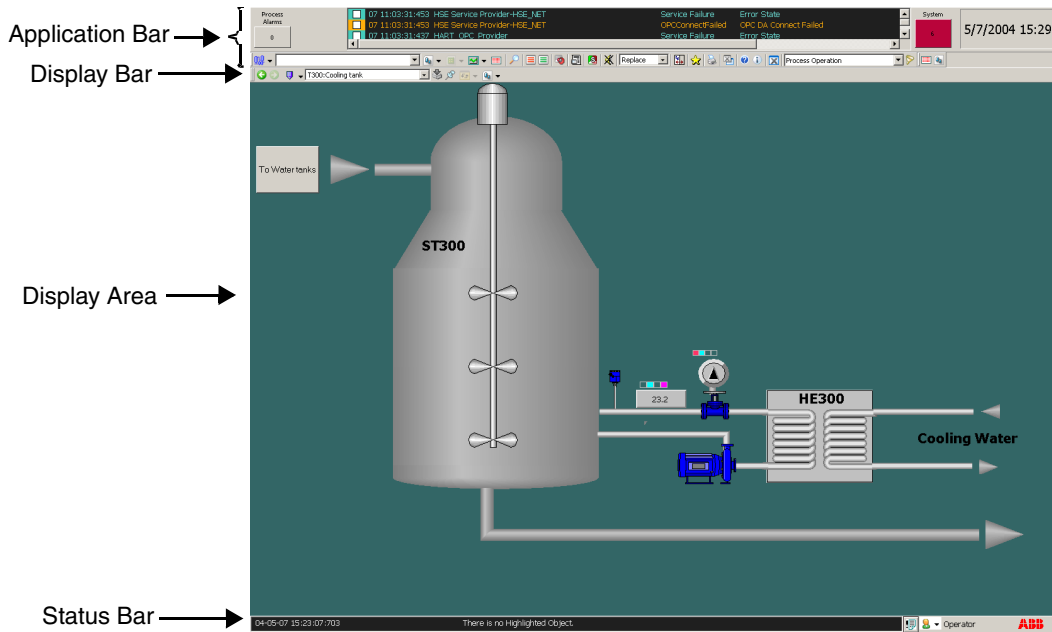 Application Bar
Display Bar
Display Area
Status Bar
Process
Alarms
0
07 11:03:31:453 HSE Service Provider-HSE_NET Service Failure Error State
07 11:03:31:453 HSE Service Provider-HSE_NET OPCConnectFailed OPC DA Connect Failed
07 11:03:31:437 HART_OPC_Provider Service Failure Error State
System
5/7/2004 15:29
Replace
Process Operation
T300:Cooling tank
To Water tanks
ST300
23.2
HE300
Cooling Water
04-05-07 15:23:07:703
There is no Highlighted Object.
Operator
ABB